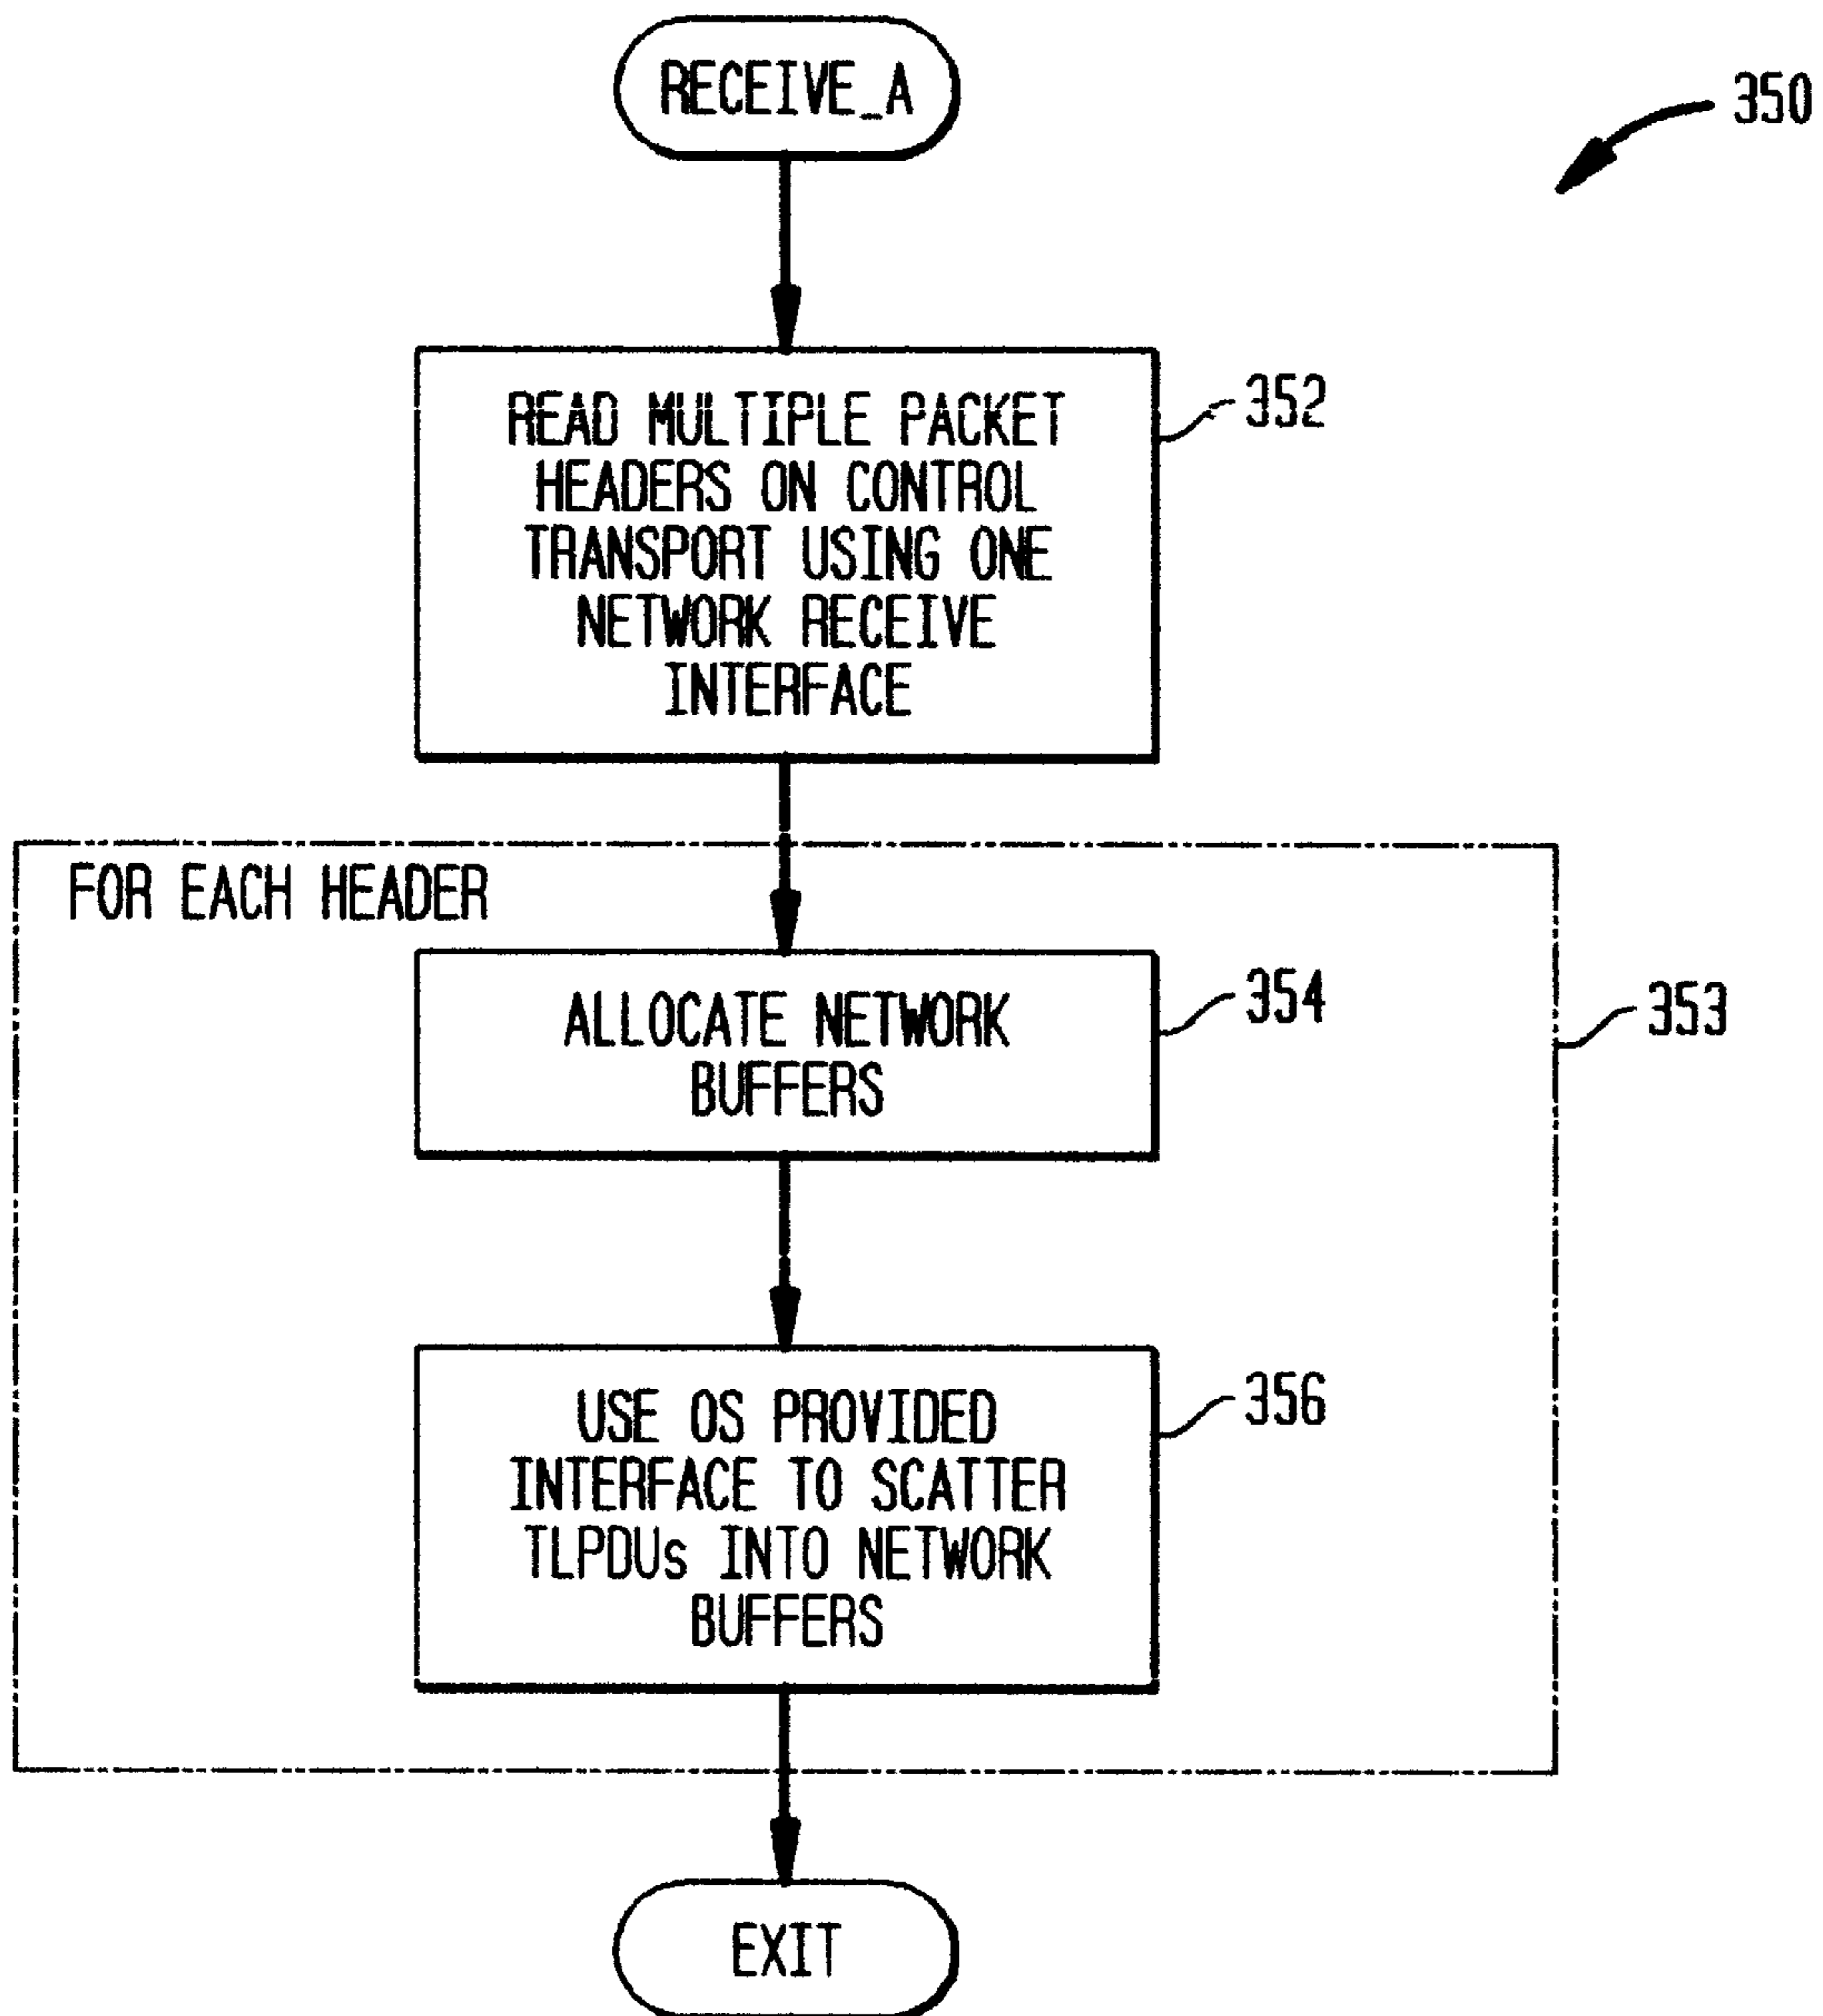 RECEIVE_A
350
READ MULTIPLE PACKET
HEADERS ON CONTROL
TRANSPORT USING ONE
NETWORK RECEIVE
INTERFACE
352
FOR EACH HEADER
ALLOCATE NETWORK
BUFFERS
354
353
USE OS PROVIDED
INTERFACE TO SCATTER
TLPDUs INTO NETWORK
BUFFERS
356
EXIT